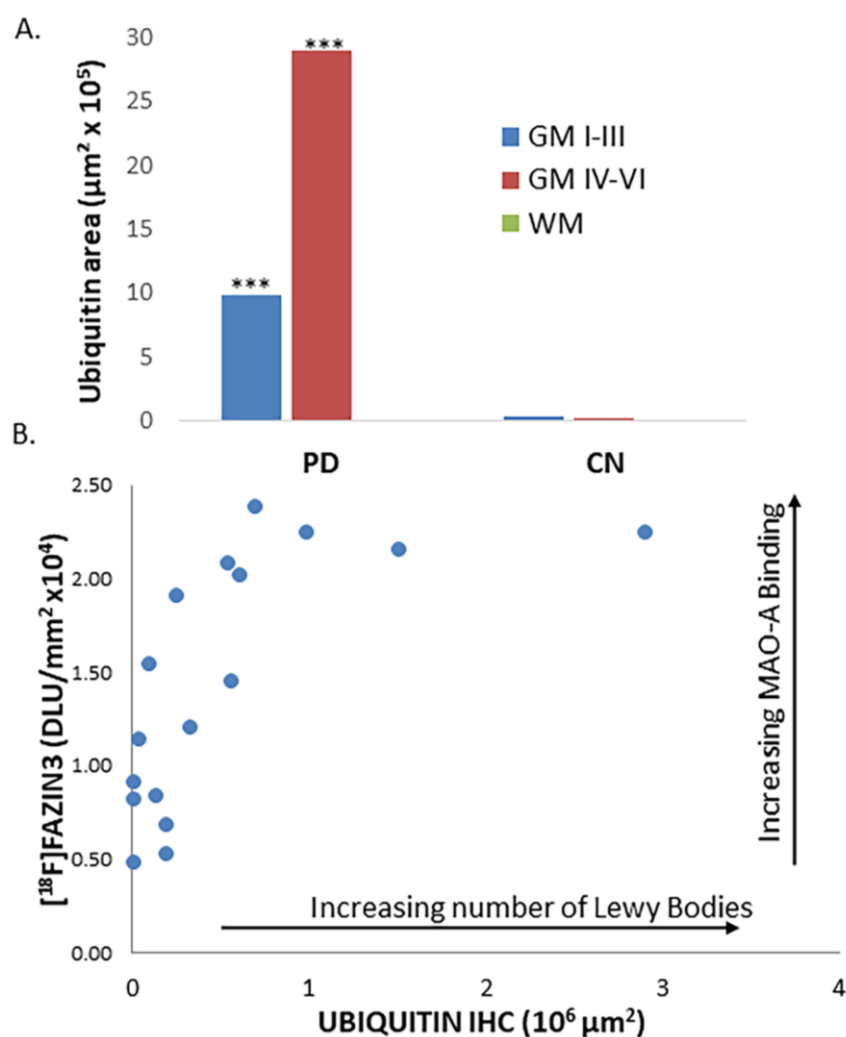 A.
Ubiquitin area (µm² x 10⁵)
30
25
20
15
10
5
0
***
***
GM I-III
GM IV-VI
WM
PD
CN
B.
[¹⁸F]FAZIN3 (DLU/mm² x10⁴)
2.50
2.00
1.50
1.00
0.50
0.00
Increasing MAO-A Binding
Increasing number of Lewy Bodies
0
1
2
3
4
UBIQUITIN IHC (10⁶ µm²)